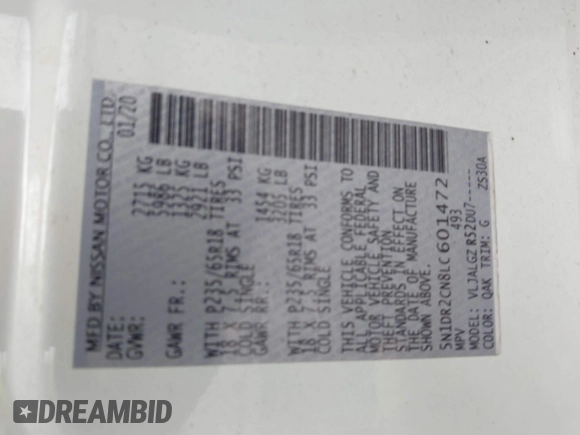 MFD BY NISSAN MOTOR CO., LTD.
DATE: 01/20
GVWR: 2715 KG
5986 LB
GAWR FR.: 1325 KG
2921 LB
WITH P235/65R18 TIRES
18 X 7.5 RIMS AT 33 PSI
COLD SINGLE
GAWR RR.: 1454 KG
3205 LB
WITH P235/65R18 TIRES
18 X 7.5 RIMS AT 33 PSI
COLD SINGLE
THIS VEHICLE CONFORMS TO
ALL APPLICABLE FEDERAL
MOTOR VEHICLE SAFETY AND
THEFT PREVENTION
STANDARDS IN EFFECT ON
THE DATE OF MANUFACTURE
SHOWN ABOVE.
5N1DR2CN8LC601472
MPV 493
MODEL: VLJALGZ R52DU7-----
COLOR: QAK TRIM: G ZS30A
DREAMBID